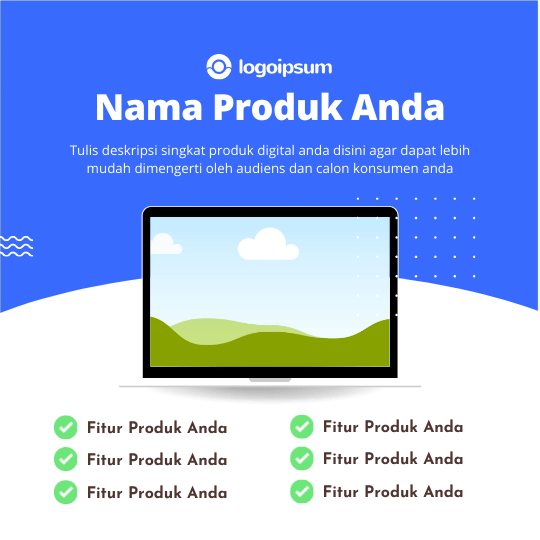 logoipsum
Nama Produk Anda
Tulis deskripsi singkat produk digital anda disini agar dapat lebih
mudah dimengerti oleh audiens dan calon konsumen anda
Fitur Produk Anda
Fitur Produk Anda
Fitur Produk Anda
Fitur Produk Anda
Fitur Produk Anda
Fitur Produk Anda